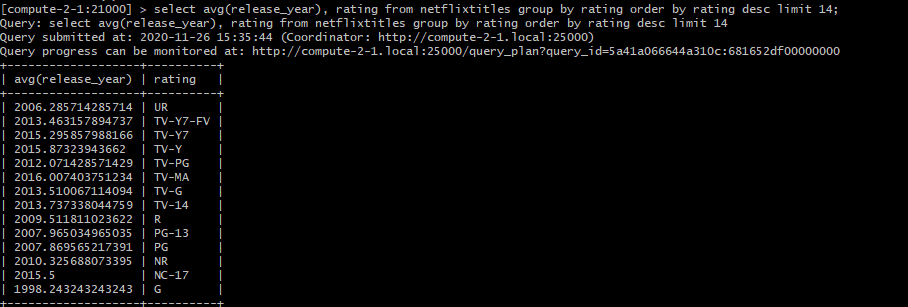 [compute-2-1:21000] > select avg(release_year), rating from netflixtitles group by rating order by rating desc limit 14;
Query: select avg(release_year), rating from netflixtitles group by rating order by rating desc limit 14
Query submitted at: 2020-11-26 15:35:44 (Coordinator: http://compute-2-1.local:25000)
Query progress can be monitored at: http://compute-2-1.local:25000/query_plan?query_id=5a41a066644a310c:681652df00000000
+-------------------+----------+
| avg(release_year) | rating   |
+-------------------+----------+
| 2006.285714285714 | UR       |
| 2013.463157894737 | TV-Y7-FV |
| 2015.295857988166 | TV-Y7    |
| 2015.87323943662  | TV-Y     |
| 2012.071428571429 | TV-PG    |
| 2016.007403751234 | TV-MA    |
| 2013.510067114094 | TV-G     |
| 2013.737338044759 | TV-14    |
| 2009.511811023622 | R        |
| 2007.965034965035 | PG-13    |
| 2007.869565217391 | PG       |
| 2010.325688073395 | NR       |
| 2015.5            | NC-17    |
| 1998.243243243243 | G        |
+-------------------+----------+